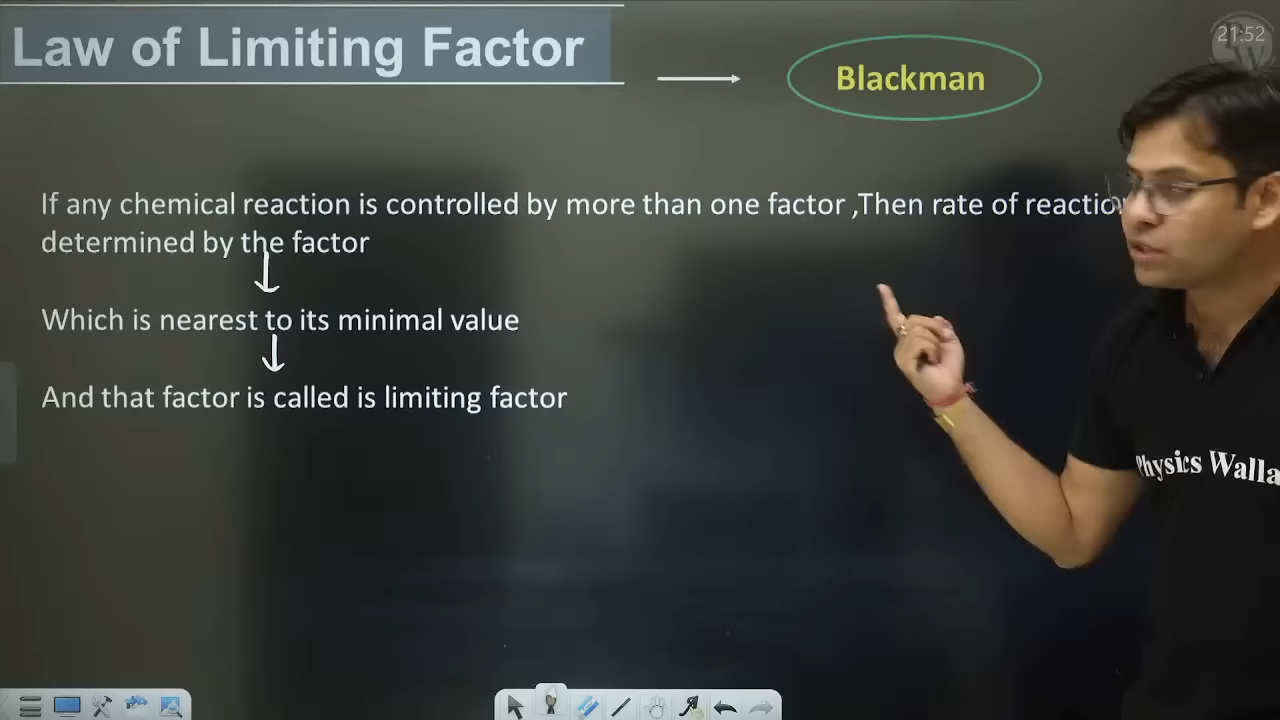 Law of Limiting Factor
Blackman
21:52
If any chemical reaction is controlled by more than one factor ,Then rate of
determined by the factor
Which is nearest to its minimal value
And that factor is called is limiting factor
Physics